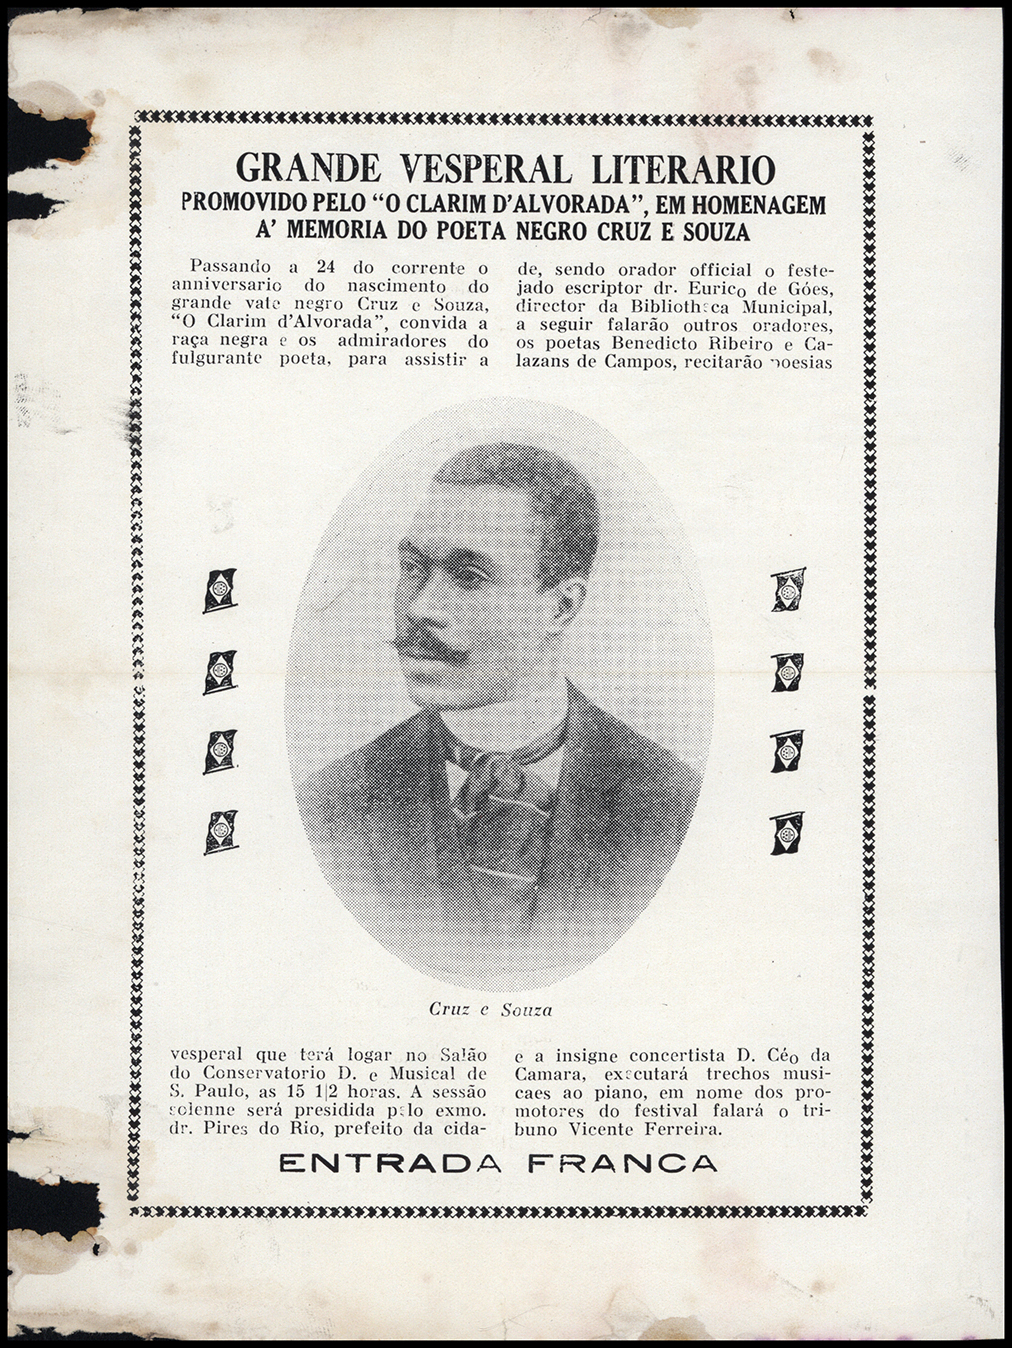 GRANDE VESPERAL LITERARIO
PROMOVIDO PELO “O CLARIM D'ALVORADA”, EM HOMENAGEM
A' MEMORIA DO POETA NEGRO CRUZ E SOUZA
Passando a 24 do corrente o
anniversario do nascimento do
grande vate negro Cruz e Souza,
“O Clarim d'Alvorada”, convida a
raça negra e os admiradores do
fulgurante poeta, para assistir a
de, sendo orador official o feste-
jado escriptor dr. Eurico de Góes,
director da Bibliotheca Municipal,
a seguir falarão outros oradores,
os poetas Benedicto Ribeiro e Ca-
lazans de Campos, recitarão poesias
Cruz e Souza
vesperal que terá logar no Salão
do Conservatorio D. e Musical de
S. Paulo, as 15 1|2 horas. A sessão
solenne será presidida pelo exmo.
dr. Pires do Rio, prefeito da cida-
e a insigne concertista D. Céo da
Camara, executará trechos musi-
caes ao piano, em nome dos pro-
motores do festival falará o tri-
buno Vicente Ferreira.
ENTRADA FRANCA